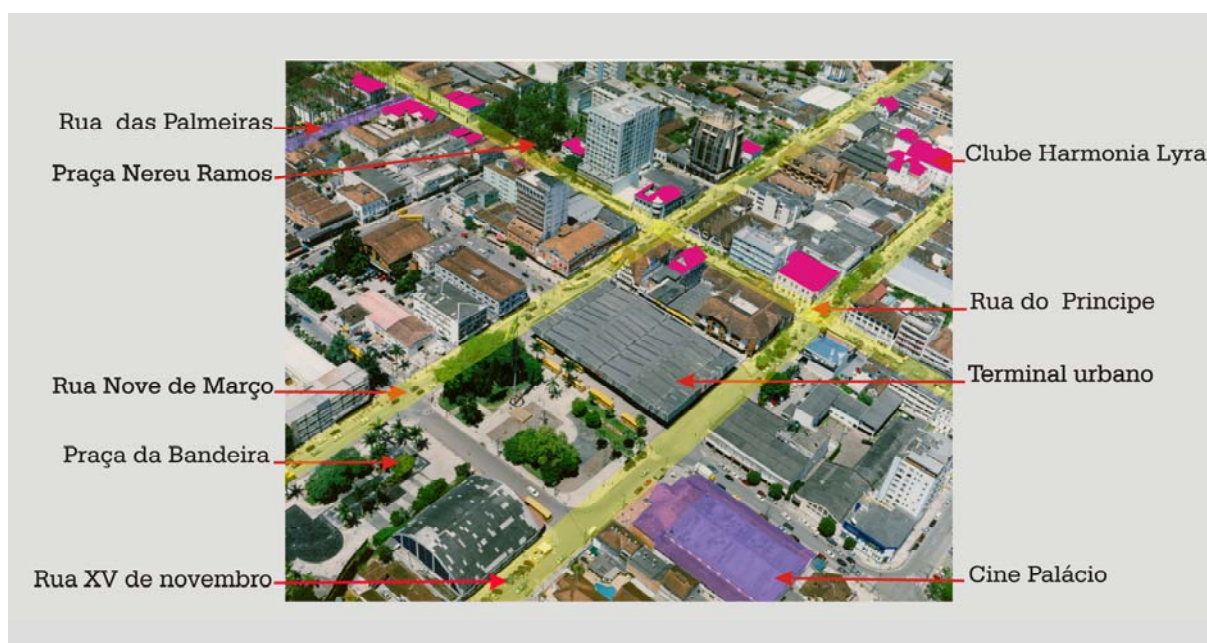 Rua das Palmeiras
Praça Nereu Ramos
Clube Harmonia Lyra
Rua do Principe
Terminal urbano
Rua Nove de Março
Praça da Bandeira
Rua XV de novembro
Cine Palácio